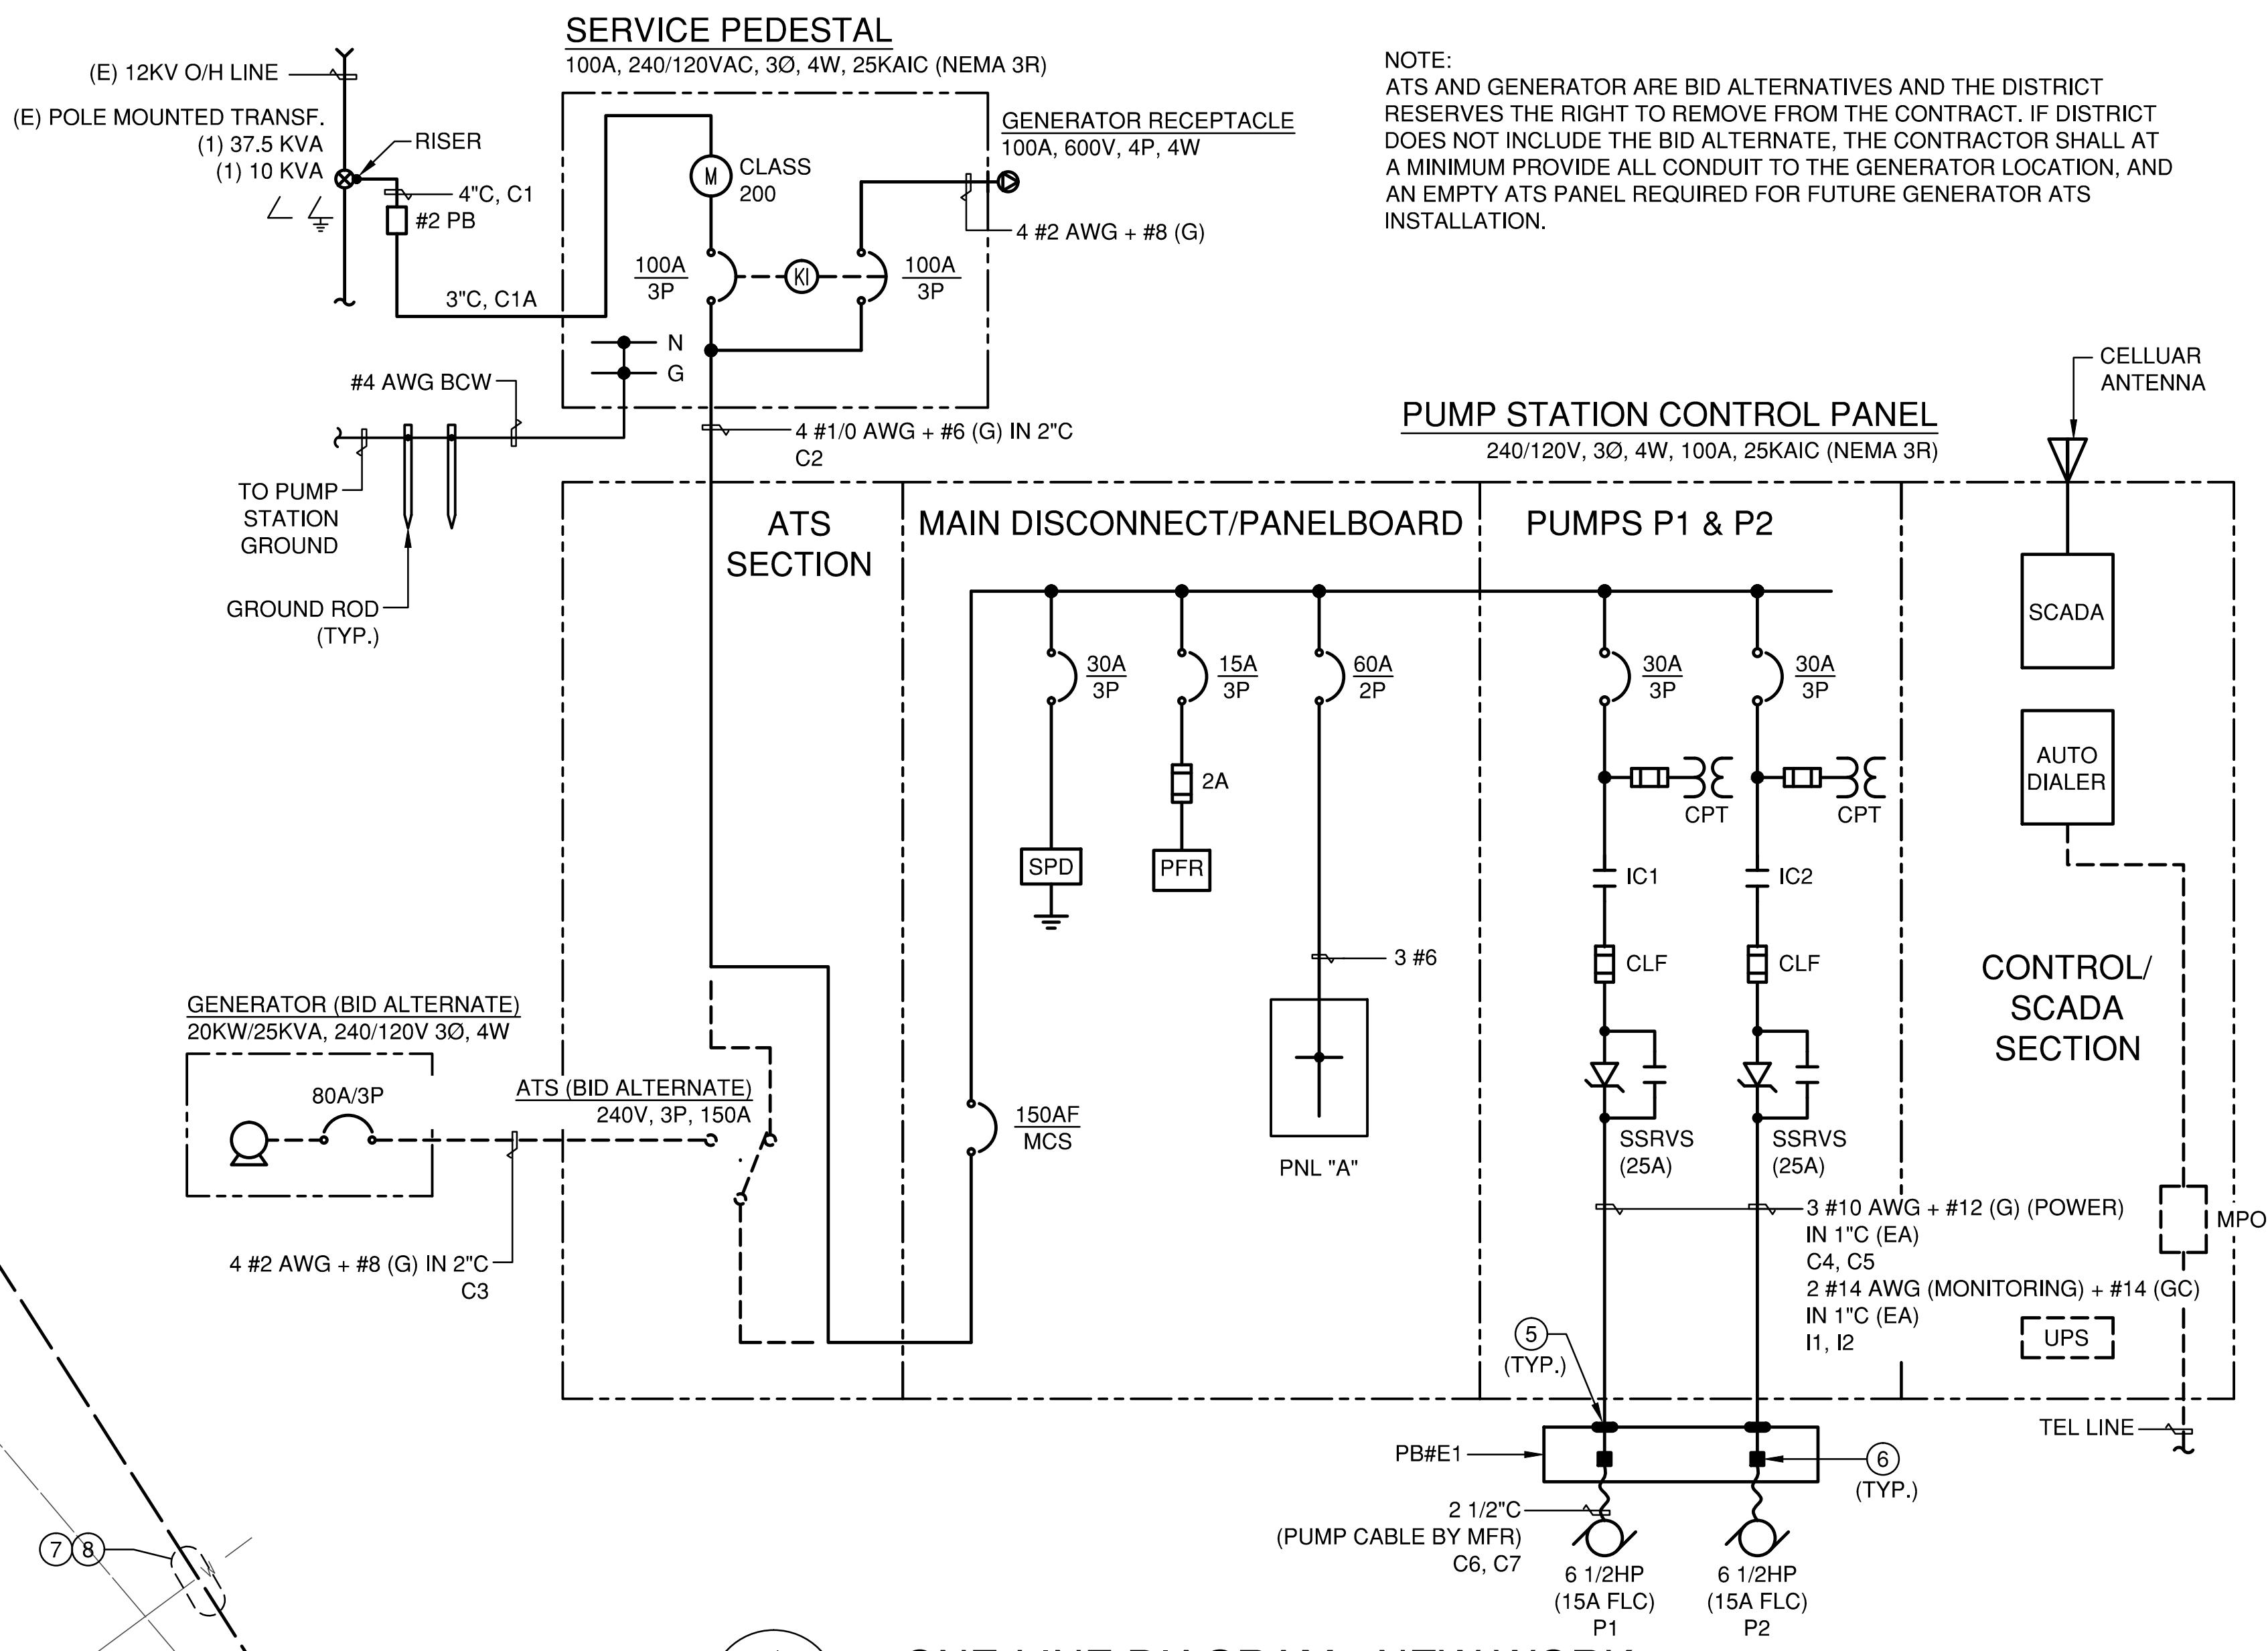 SERVICE PEDESTAL
100A, 240/120VAC, 3Ø, 4W, 25KAIC (NEMA 3R)
(E) 12KV O/H LINE
(E) POLE MOUNTED TRANSF.
(1) 37.5 KVA
(1) 10 KVA
RISER
4"C, C1
#2 PB
3"C, C1A
M
CLASS
200
GENERATOR RECEPTACLE
100A, 600V, 4P, 4W
4 #2 AWG + #8 (G)
100A
3P
KI
100A
3P
N
G
NOTE:
ATS AND GENERATOR ARE BID ALTERNATIVES AND THE DISTRICT
RESERVES THE RIGHT TO REMOVE FROM THE CONTRACT. IF DISTRICT
DOES NOT INCLUDE THE BID ALTERNATE, THE CONTRACTOR SHALL AT
A MINIMUM PROVIDE ALL CONDUIT TO THE GENERATOR LOCATION, AND
AN EMPTY ATS PANEL REQUIRED FOR FUTURE GENERATOR ATS
INSTALLATION.
#4 AWG BCW
TO PUMP
STATION
GROUND
GROUND ROD
(TYP.)
4 #1/0 AWG + #6 (G) IN 2"C
C2
PUMP STATION CONTROL PANEL
240/120V, 3Ø, 4W, 100A, 25KAIC (NEMA 3R)
CELLUAR
ANTENNA
ATS
SECTION
MAIN DISCONNECT/PANELBOARD
PUMPS P1 & P2
SCADA
AUTO
DIALER
30A
3P
15A
3P
60A
2P
30A
3P
30A
3P
2A
CPT
CPT
SPD
PFR
IC1
IC2
3 #6
CLF
CLF
CONTROL/
SCADA
SECTION
GENERATOR (BID ALTERNATE)
20KW/25KVA, 240/120V 3Ø, 4W
80A/3P
ATS (BID ALTERNATE)
240V, 3P, 150A
150AF
MCS
PNL "A"
SSRVS
(25A)
SSRVS
(25A)
4 #2 AWG + #8 (G) IN 2"C
C3
3 #10 AWG + #12 (G) (POWER)
IN 1"C (EA)
C4, C5
2 #14 AWG (MONITORING) + #14 (GC)
IN 1"C (EA)
I1, I2
MPO
UPS
5
(TYP.)
PB#E1
6
(TYP.)
TEL LINE
2 1/2"C
(PUMP CABLE BY MFR)
C6, C7
6 1/2HP
(15A FLC)
P1
6 1/2HP
(15A FLC)
P2
7 8